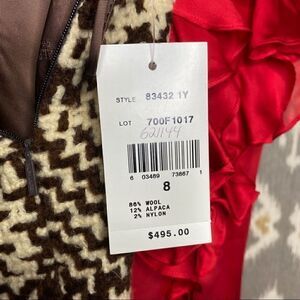 STYLE 83432 1Y
LOT 700F1017
621144
6 03489 73867 1
8
86% WOOL
12% ALPACA
2% NYLON
$495.00